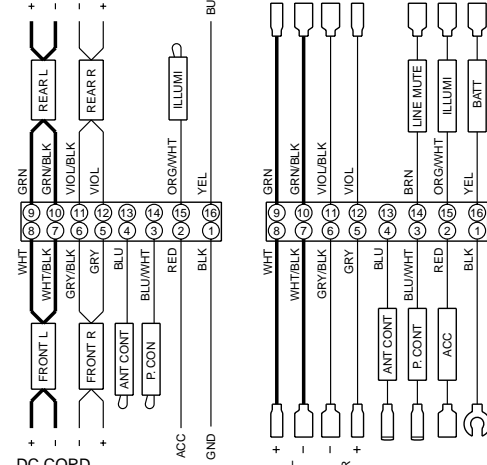 + - - +
BU
REAR L
REAR R
ILLUMI
LINE MUTE
ILLUMI
BATT
GRN
GRN/BLK
VIOL/BLK
VIOL
ORG/WHT
YEL
GRN
GRN/BLK
VIOL/BLK
VIOL
BRN
ORG/WHT
YEL
9 10 11 12 13 14 15 16
8 7 6 5 4 3 2 1
9 10 11 12 13 14 15 16
8 7 6 5 4 3 2 1
WHT
WHT/BLK
GRY/BLK
GRY
BLU
BLU/WHT
RED
BLK
WHT
WHT/BLK
GRY/BLK
GRY
BLU
BLU/WHT
RED
BLK
FRONT L
FRONT R
ANT CONT
P. CON
ANT CONT
P. CONT
ACC
+ - - +
ACC
GND
+ - - +
DC CORD